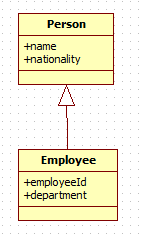 Person
+name
+nationality
Employee
+employeeId
+department